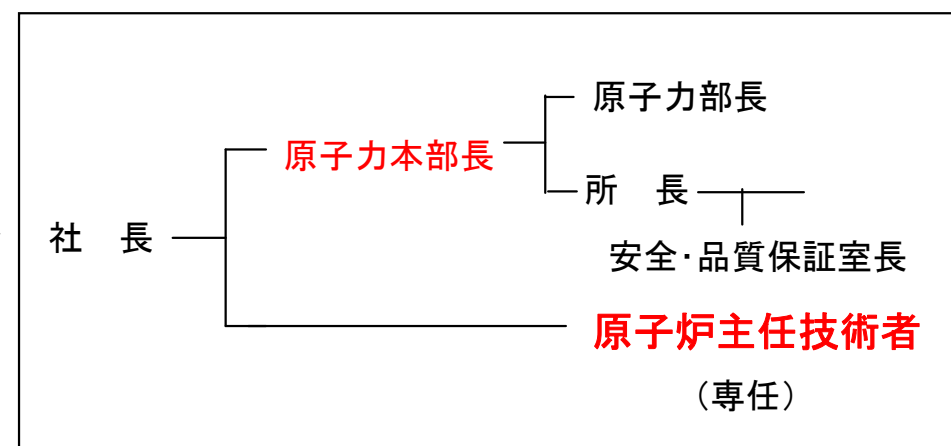 原子力部長
原子力本部長
所　長
社　長
安全・品質保証室長
原子炉主任技術者
（専任）